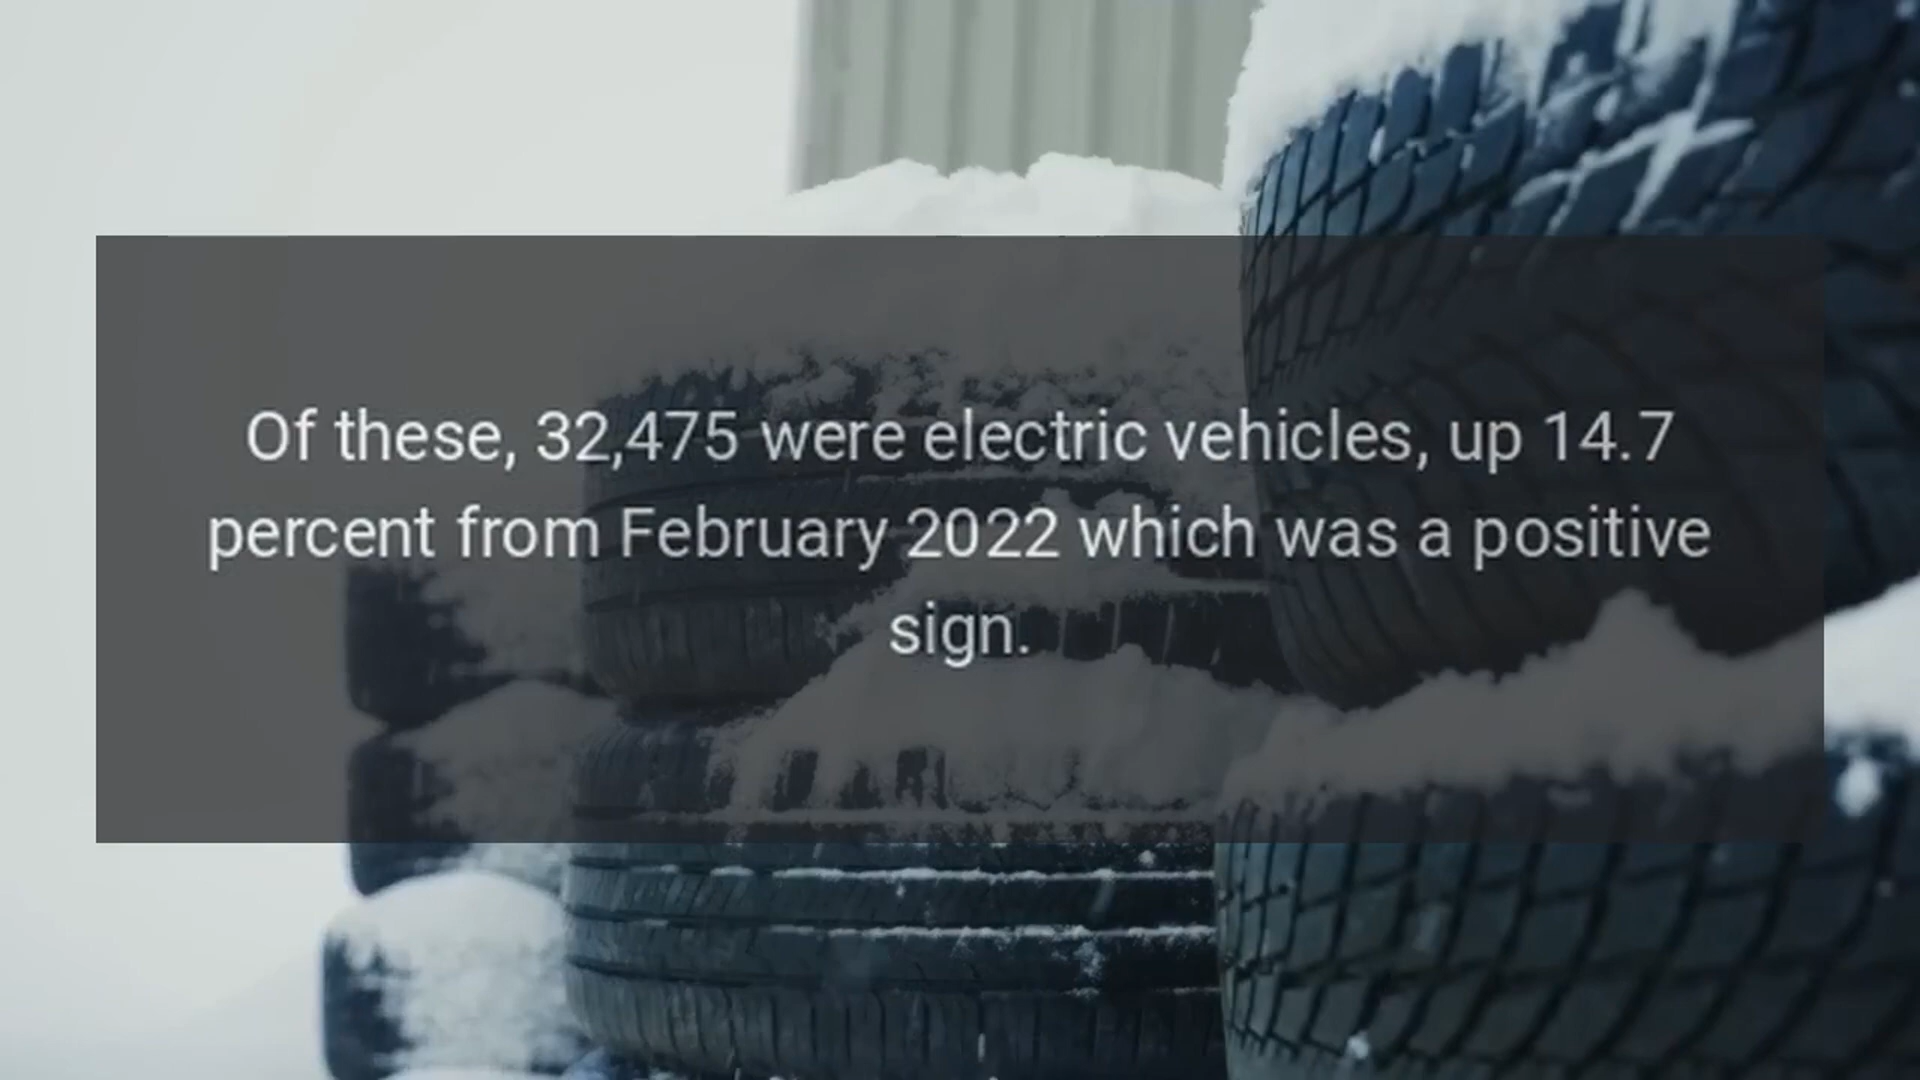 Of these, 32,475 were electric vehicles, up 14.7
percent from February 2022 which was a positive
sign.